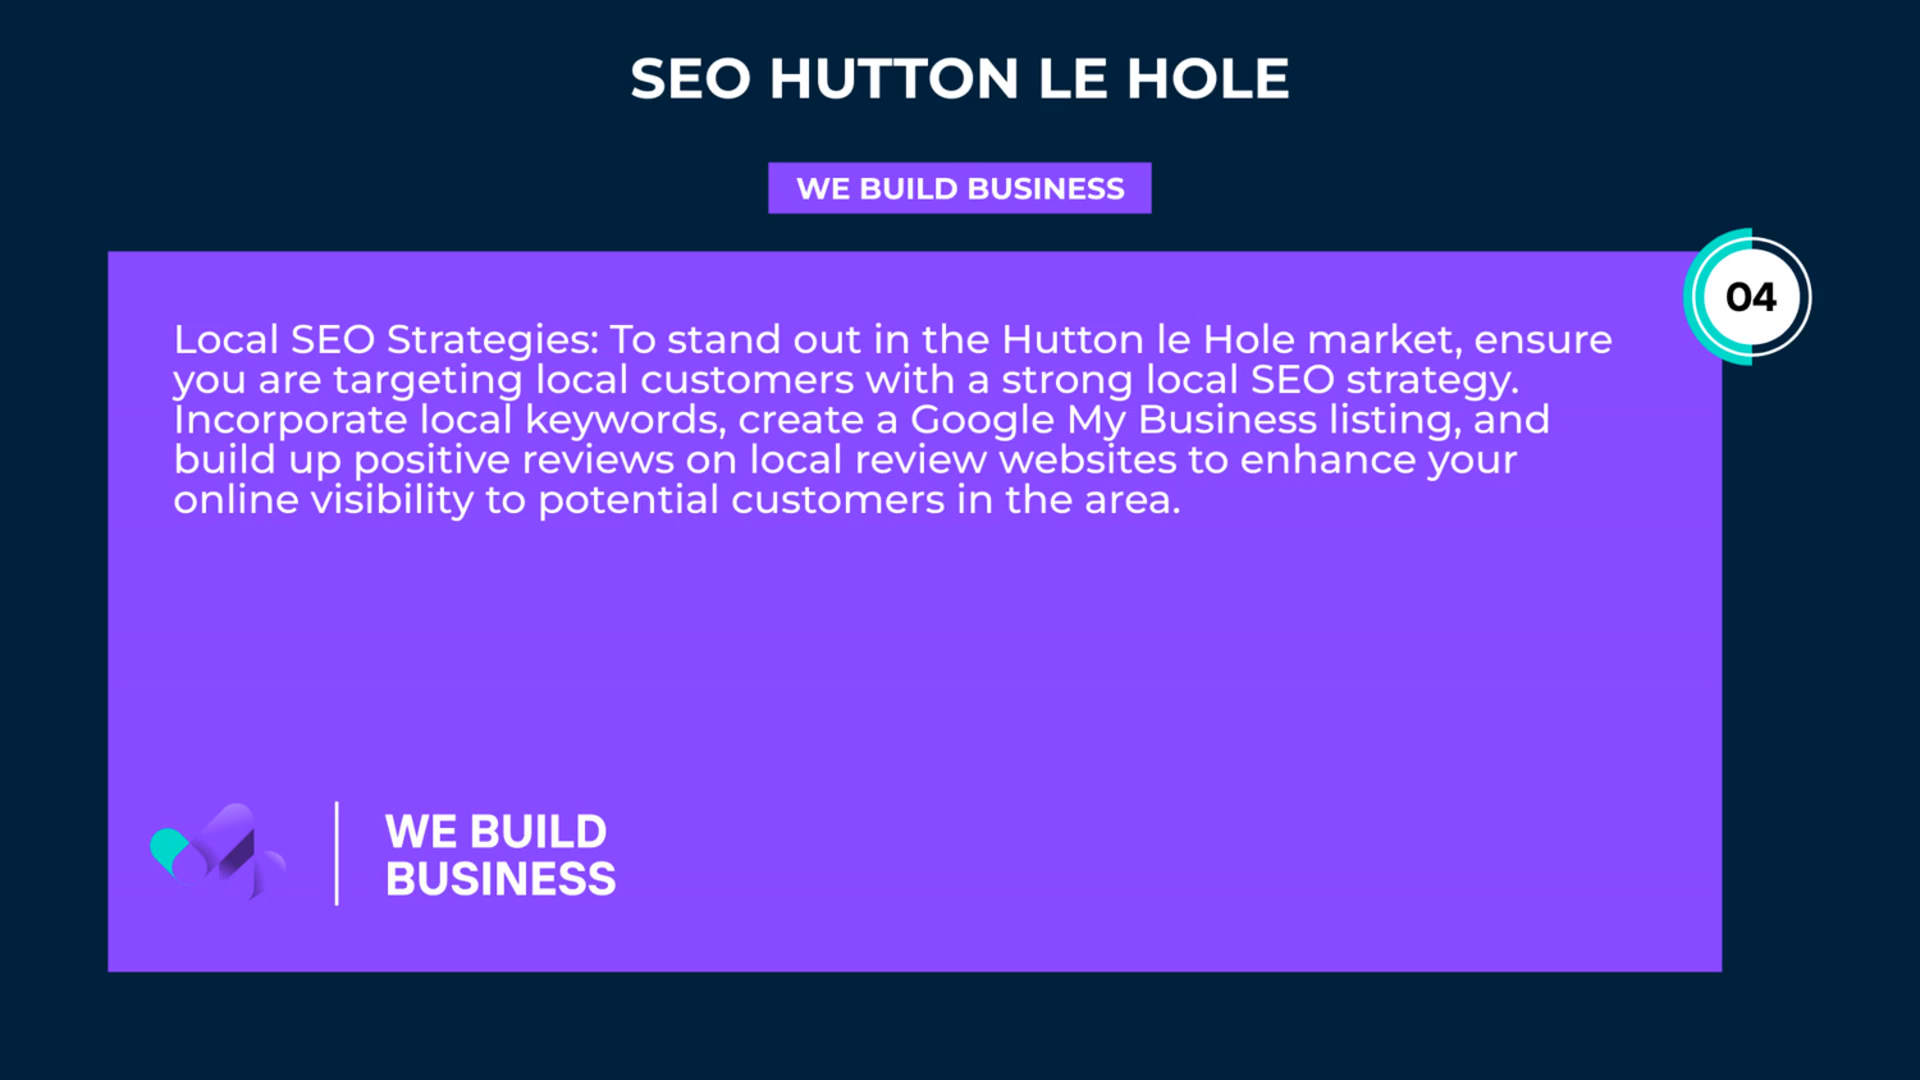 SEO HUTTON LE HOLE
WE BUILD BUSINESS
04
Local SEO Strategies: To stand out in the Hutton le Hole market, ensure
you are targeting local customers with a strong local SEO strategy.
Incorporate local keywords, create a Google My Business listing, and
build up positive reviews on local review websites to enhance your
online visibility to potential customers in the area.
WE BUILD
BUSINESS